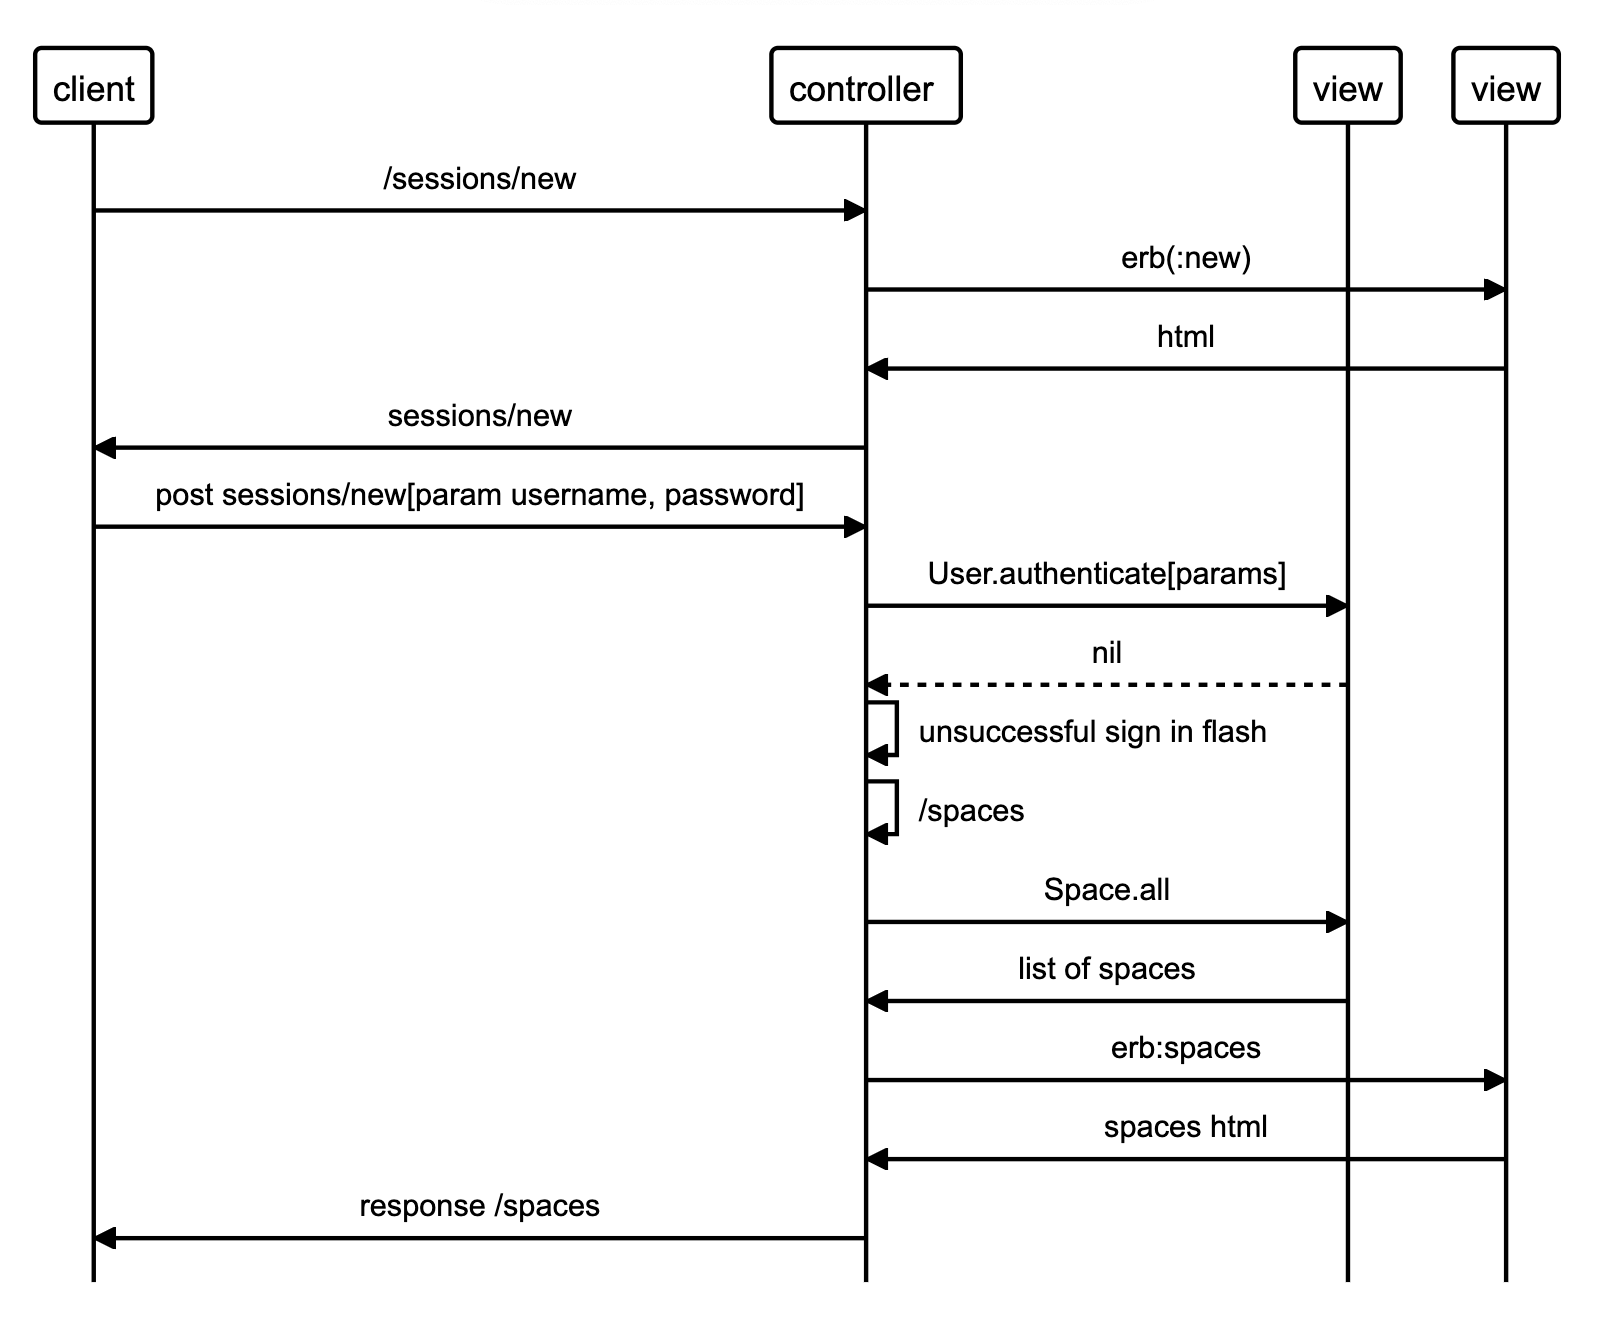 client
controller
view
view
/sessions/new
erb(:new)
html
sessions/new
post sessions/new[param username, password]
User.authenticate[params]
nil
unsuccessful sign in flash
/spaces
Space.all
list of spaces
erb:spaces
spaces html
response /spaces